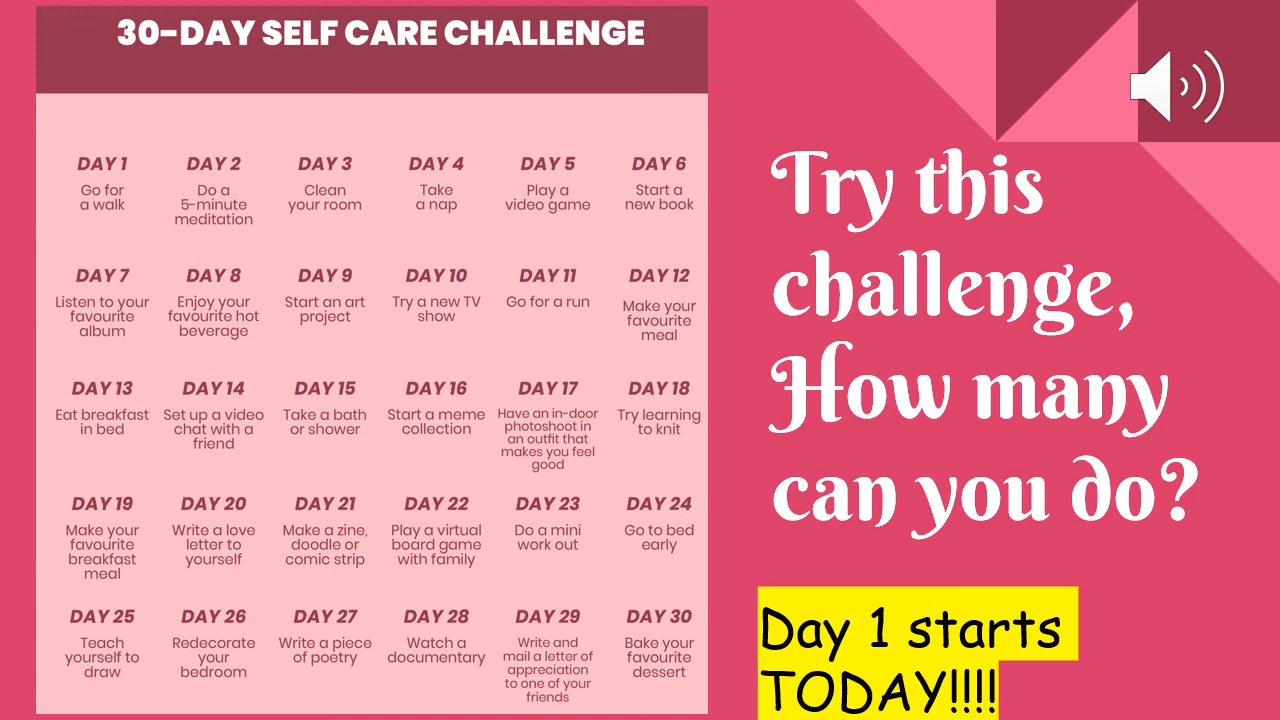 30-DAY SELF CARE CHALLENGE
DAY 1
Go for
a walk
DAY 2
Do a
5-minute
meditation
DAY 3
Clean
your room
DAY 4
Take
a nap
DAY 5
Play a
video game
DAY 6
Start a
new book
DAY 7
Listen to your
favourite
album
DAY 8
Enjoy your
favourite hot
beverage
DAY 9
Start an art
project
DAY 10
Try a new TV
show
DAY 11
Go for a run
DAY 12
Make your
favourite
meal
DAY 13
Eat breakfast
in bed
DAY 14
Set up a video
chat with a
friend
DAY 15
Take a bath
or shower
DAY 16
Start a meme
collection
DAY 17
Have an in-door
photoshoot in
an outfit that
makes you feel
good
DAY 18
Try learning
to knit
DAY 19
Make your
favourite
breakfast
meal
DAY 20
Write a love
letter to
yourself
DAY 21
Make a zine,
doodle or
comic strip
DAY 22
Play a virtual
board game
with family
DAY 23
Do a mini
work out
DAY 24
Go to bed
early
DAY 25
Teach
yourself to
draw
DAY 26
Redecorate
your
bedroom
DAY 27
Write a piece
of poetry
DAY 28
Watch a
documentary
DAY 29
Write and
mail a letter of
appreciation
to one of your
friends
DAY 30
Bake your
favourite
dessert
Try this
challenge,
How many
can you do?
Day 1 starts
TODAY!!!!